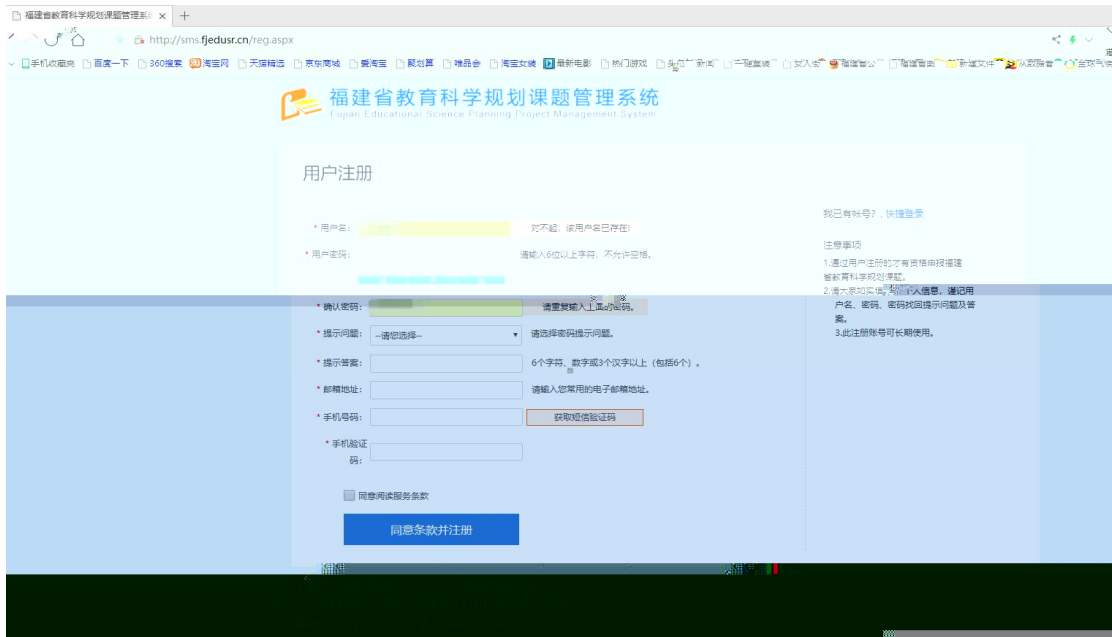 福建省教育科学规划课题管理系
http://sms.fjedusr.cn/reg.aspx
手机收藏夹 百度一下 360搜索 淘宝网 天猫精选 京东商城 爱淘宝 聚划算 唯品会 淘宝女装 最新电影 热门游戏
福建省教育科学规划课题管理系统
Fujian Educational Science Planning Project Management System
用户注册
我已有帐号?,快捷登录
* 用户名: 对不起,该用户名已存在!
* 用户密码: 请输入6位以上字符,不允许空格。
* 确认密码: 请重复输入上面的密码。
* 提示问题: --请您选择-- 请选择密码提示问题。
* 提示答案: 6个字符、数字或3个汉字以上(包括6个)。
* 邮箱地址: 请输入您常用的电子邮箱地址。
* 手机号码: 获取短信验证码
* 手机验证
码:
同意阅读服务条款
同意条款并注册
注意事项
1.通过用户注册的才有资格申报福建
省教育科学规划课题。
2.请大家如实填 个人信息,谨记用
户名、密码、密码找回提示问题及答
案。
3.此注册账号可长期使用。